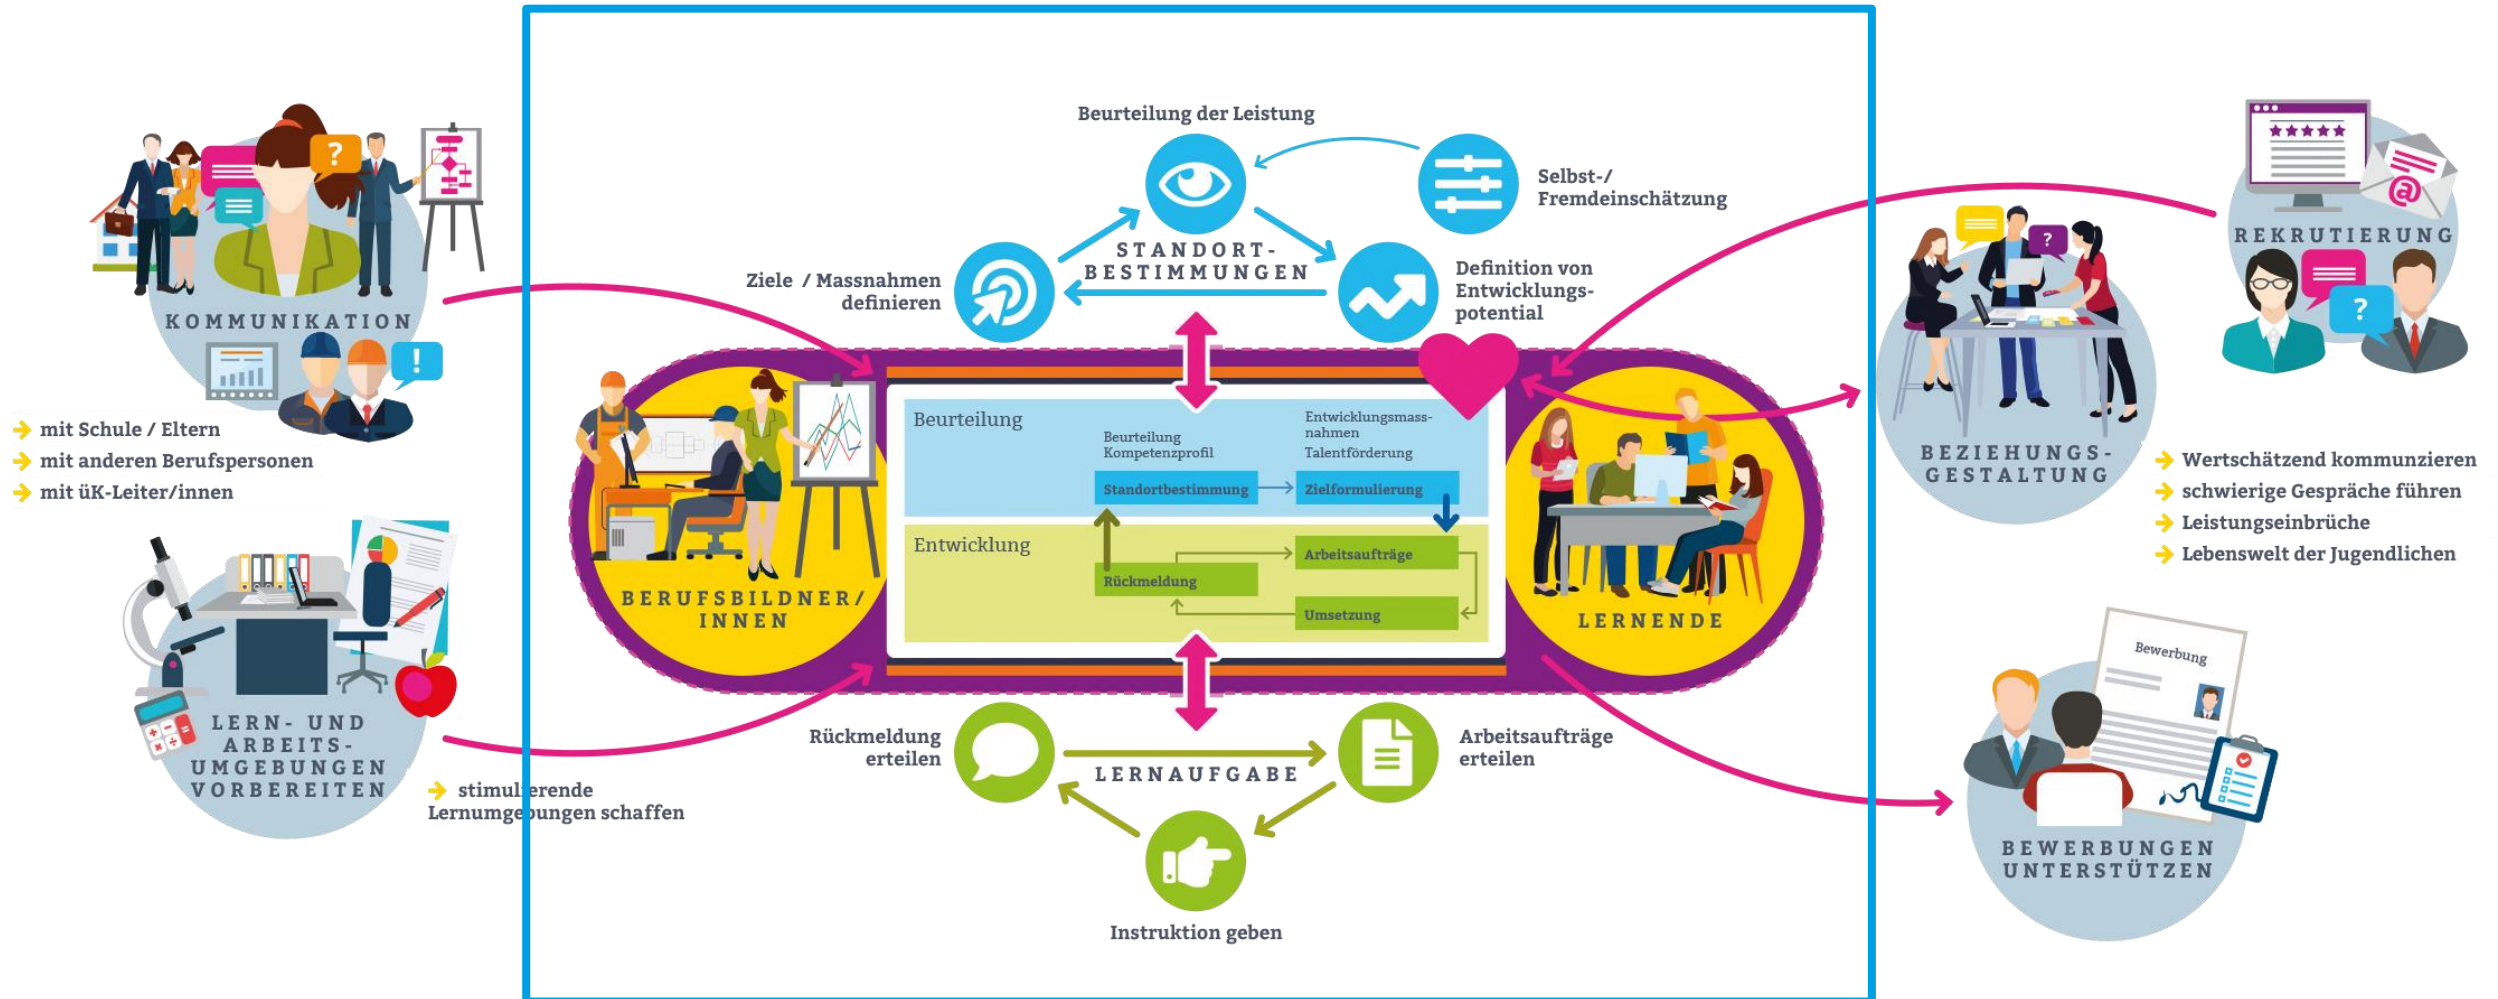 KOMMUNIKATION
mit Schule / Eltern
mit anderen Berufspersonen
mit üK-Leiter/innen
LERN- UND
ARBEITS-
UMGEBUNGEN
VORBEREITEN
stimulierende
Lernumgebungen schaffen
Beurteilung der Leistung
Selbst-/
Fremdeinschätzung
STANDORT-
BESTIMMUNGEN
Ziele / Massnahmen
definieren
Definition von
Entwicklungs-
potential
BERUFSBILDNER/
INNEN
Beurteilung
Beurteilung
Kompetenzprofil
Entwicklungsmass-
nahmen
Talentförderung
Standortbestimmung
Zielformulierung
Entwicklung
Arbeitsaufträge
Rückmeldung
Umsetzung
LERNENDE
Rückmeldung
erteilen
LERNAUFGABE
Arbeitsaufträge
erteilen
Instruktion geben
REKRUTIERUNG
BEZIEHUNGS-
GESTALTUNG
Wertschätzend kommunzieren
schwierige Gespräche führen
Leistungseinbrüche
Lebenswelt der Jugendlichen
Bewerbung
BEWERBUNGEN
UNTERSTÜTZEN